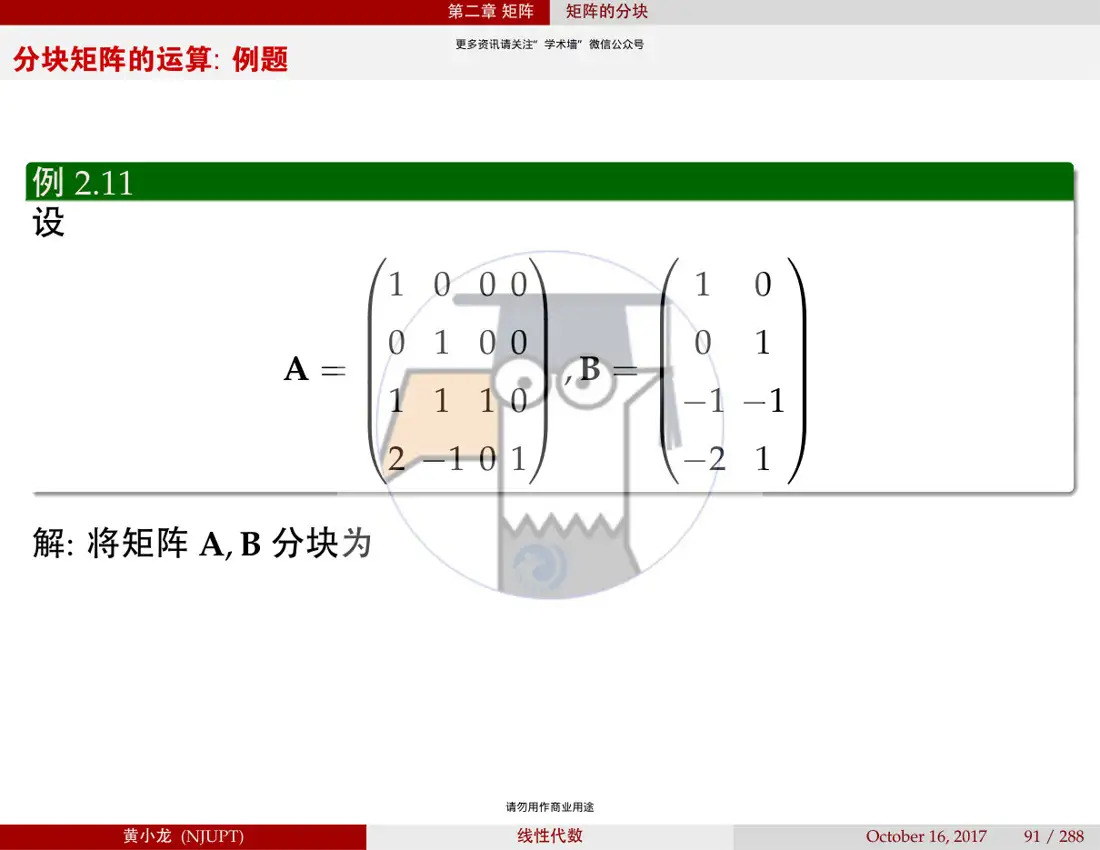 第二章 矩阵 矩阵的分块
更多资讯请关注“学术墙”微信公众号
分块矩阵的运算: 例题
例 2.11
设
1 0 0 0 1 0
0 1 0 0 0 1
A = , B =
1 1 1 0 −1 −1
2 −1 0 1 −2 1
解: 将矩阵 A, B 分块为
请勿用作商业用途
黄小龙 (NJUPT) 线性代数 October 16, 2017 91 / 288